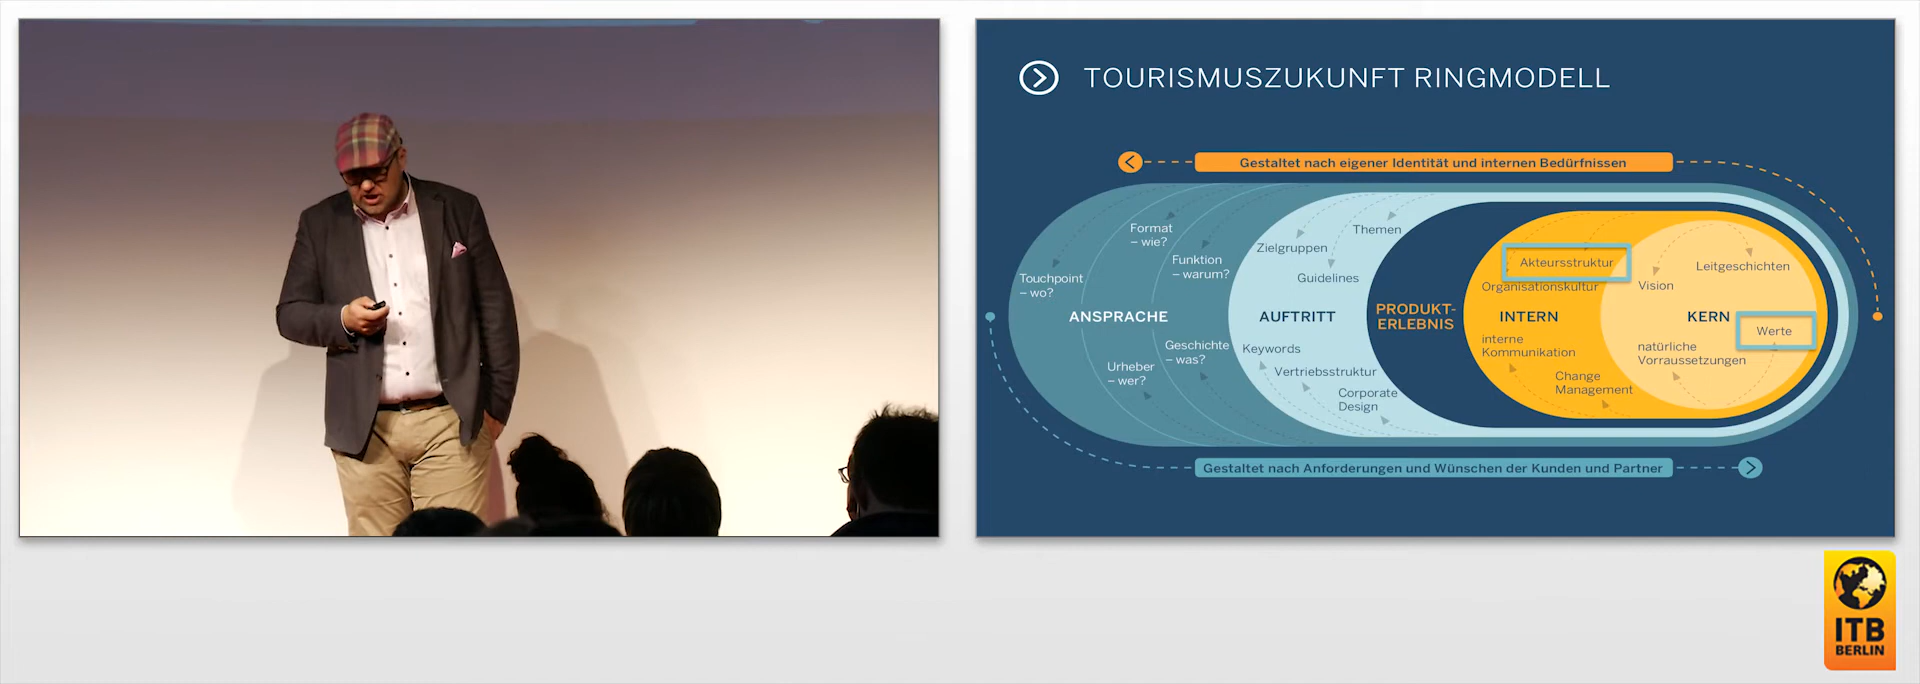 TOURISMUSZUKUNFT RINGMODELL
Gestaltet nach eigener Identität und internen Bedürfnissen
Format
– wie?
Funktion
– warum?
Touchpoint
– wo?
ANSPRACHE
Geschichte
– was?
Urheber
– wer?
Themen
Zielgruppen
Guidelines
AUFTRITT
Keywords
Vertriebsstruktur
Corporate
Design
PRODUKT-
ERLEBNIS
Akteursstruktur
Organisationskultur
INTERN
interne
Kommunikation
Change
Management
Leitgeschichten
Vision
KERN
Werte
natürliche
Vorraussetzungen
Gestaltet nach Anforderungen und Wünschen der Kunden und Partner
ITB
BERLIN